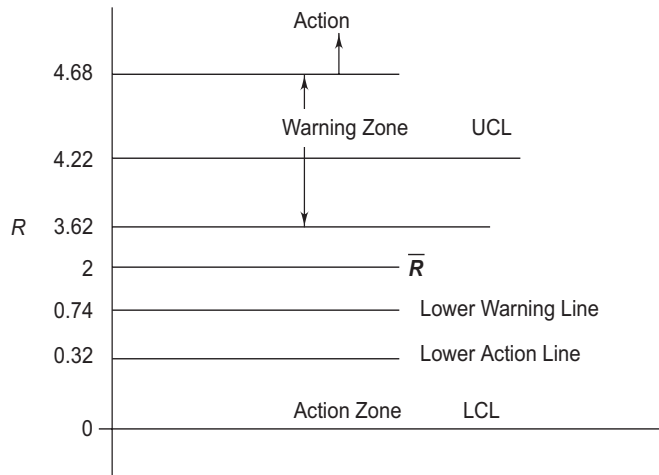 Action
4.68
Warning Zone UCL
4.22
R 3.62
2 R̅
0.74 Lower Warning Line
0.32 Lower Action Line
Action Zone LCL
0